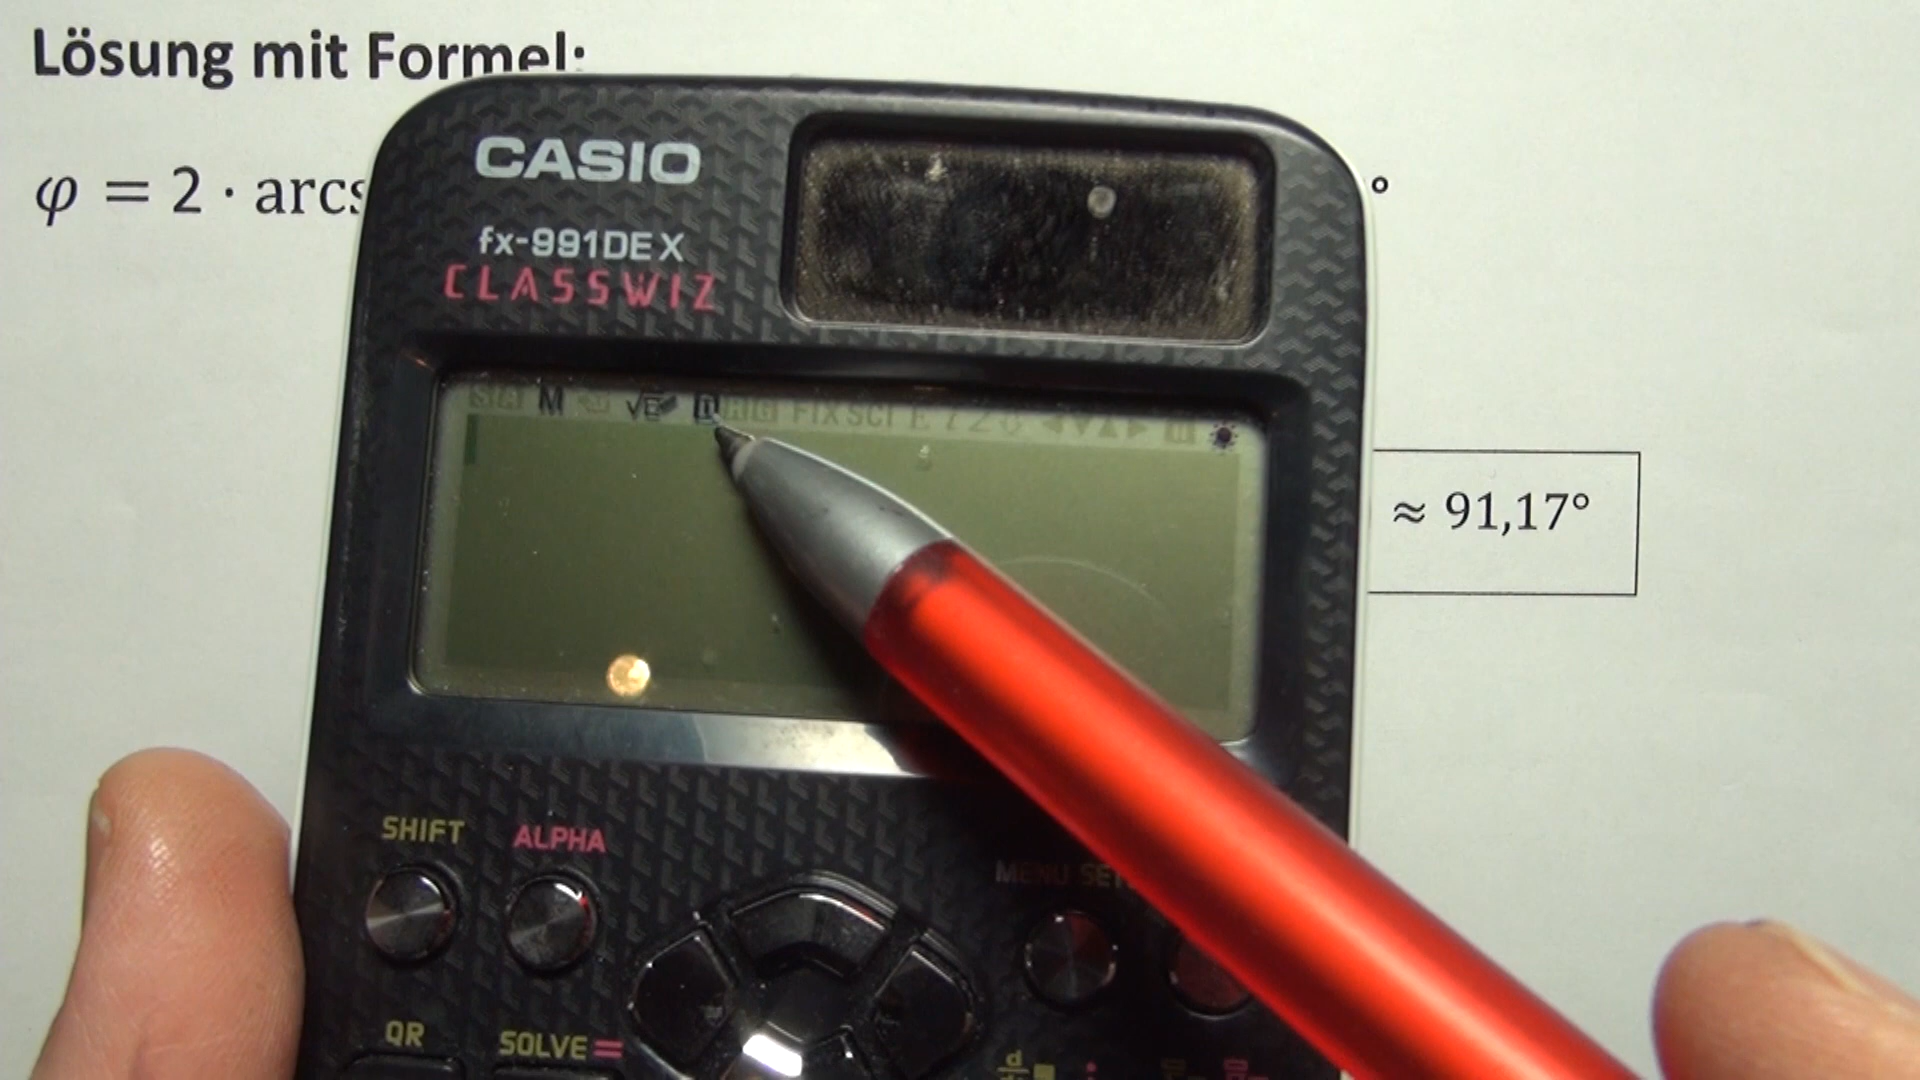 Lösung mit Formel:
φ = 2 · arcs
°
CASIO
fx-991DE X
CLASSWIZ
M √E D FIX SCI E i ∠
≈ 91,17°
SHIFT ALPHA
MENU SET
QR SOLVE =